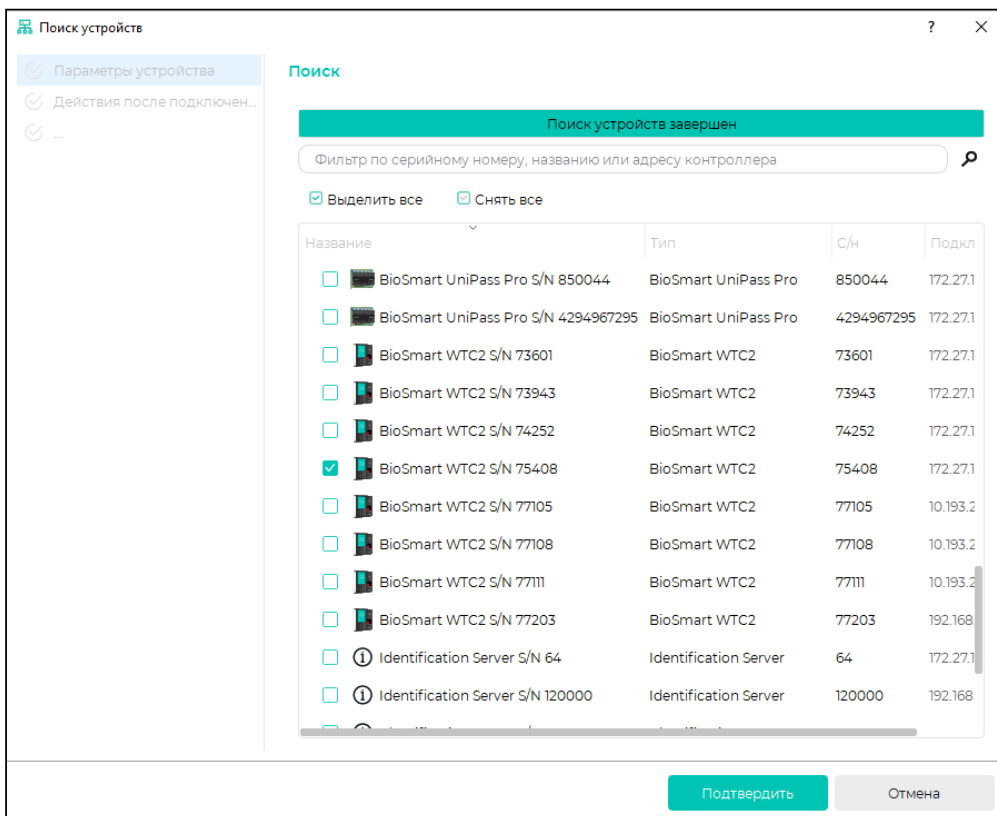 Поиск устройств ? ×
Параметры устройства
Действия после подключен...
...
Поиск
Поиск устройств завершен
Фильтр по серийному номеру, названию или адресу контроллера
Выделить все Снять все
Название Тип С/н Подкл
BioSmart UniPass Pro S/N 850044 BioSmart UniPass Pro 850044 172.27.1
BioSmart UniPass Pro S/N 4294967295 BioSmart UniPass Pro 4294967295 172.27.1
BioSmart WTC2 S/N 73601 BioSmart WTC2 73601 172.27.1
BioSmart WTC2 S/N 73943 BioSmart WTC2 73943 172.27.1
BioSmart WTC2 S/N 74252 BioSmart WTC2 74252 172.27.1
BioSmart WTC2 S/N 75408 BioSmart WTC2 75408 172.27.1
BioSmart WTC2 S/N 77105 BioSmart WTC2 77105 10.193.2
BioSmart WTC2 S/N 77108 BioSmart WTC2 77108 10.193.2
BioSmart WTC2 S/N 77111 BioSmart WTC2 77111 10.193.2
BioSmart WTC2 S/N 77203 BioSmart WTC2 77203 192.168
Identification Server S/N 64 Identification Server 64 172.27.1
Identification Server S/N 120000 Identification Server 120000 192.168
Подтвердить Отмена